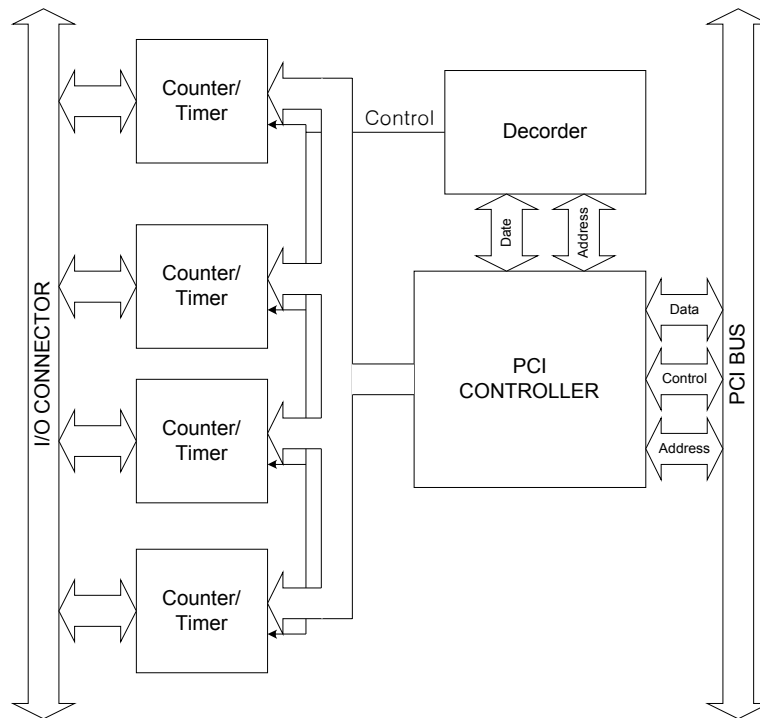 I/O CONNECTOR
Counter/
Timer
Counter/
Timer
Counter/
Timer
Counter/
Timer
Control
Decorder
Date
Address
PCI
CONTROLLER
Data
Control
Address
PCI BUS